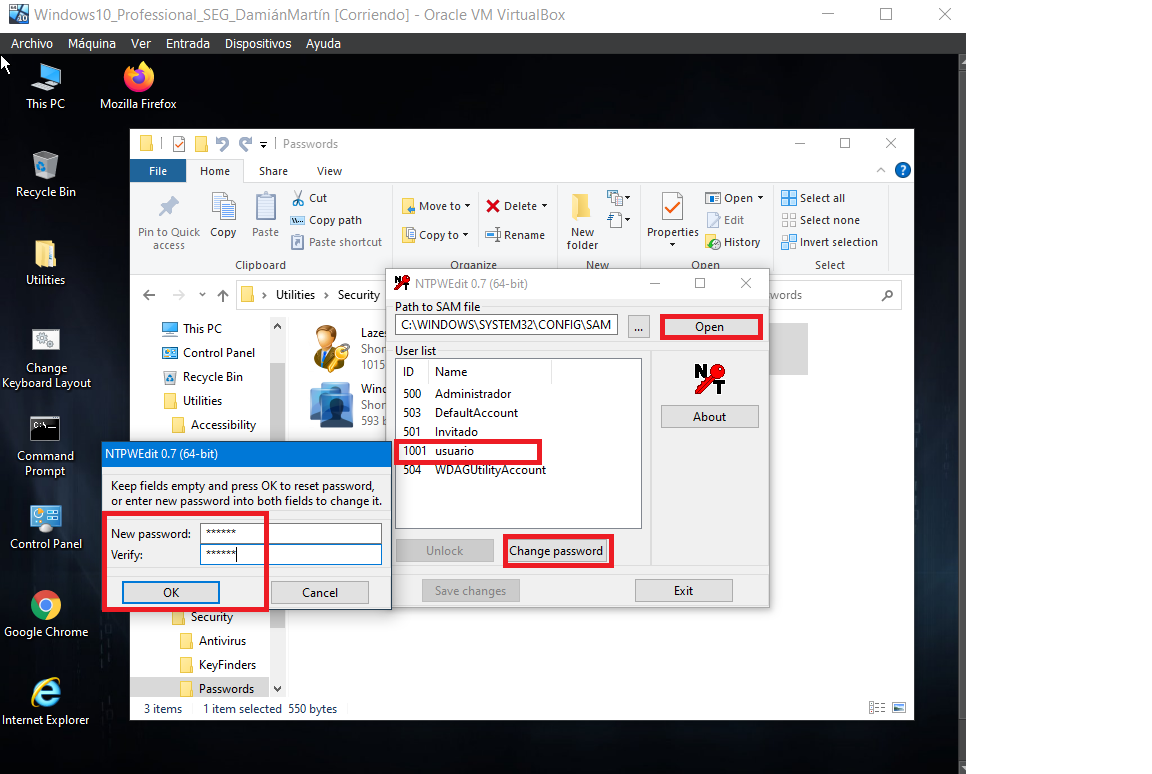 Windows10_Professional_SEG_DamiánMartín [Corriendo] - Oracle VM VirtualBox
Archivo Máquina Ver Entrada Dispositivos Ayuda
This PC
Mozilla Firefox
Recycle Bin
Utilities
Change
Keyboard Layout
Command
Prompt
Control Panel
Google Chrome
Internet Explorer
Passwords
File Home Share View
Pin to Quick
access
Copy
Paste
Cut
Copy path
Paste shortcut
Clipboard
Move to
Copy to
Delete
Rename
Organize
New
folder
New
Properties
Open
Edit
History
Open
Select all
Select none
Invert selection
Select
Utilities > Security
words
This PC
Control Panel
Recycle Bin
Utilities
Accessibility
Security
Antivirus
KeyFinders
Passwords
Lazes
Shor
1015
Wind
Shor
593 b
3 items 1 item selected 550 bytes
NTPWEdit 0.7 (64-bit)
Path to SAM file
C:\WINDOWS\SYSTEM32\CONFIG\SAM
...
Open
User list
ID Name
500 Administrador
503 DefaultAccount
501 Invitado
1001 usuario
504 WDAGUtilityAccount
N
T
About
Unlock
Change password
Save changes
Exit
NTPWEdit 0.7 (64-bit)
Keep fields empty and press OK to reset password,
or enter new password into both fields to change it.
New password: ******
Verify: ******
OK
Cancel